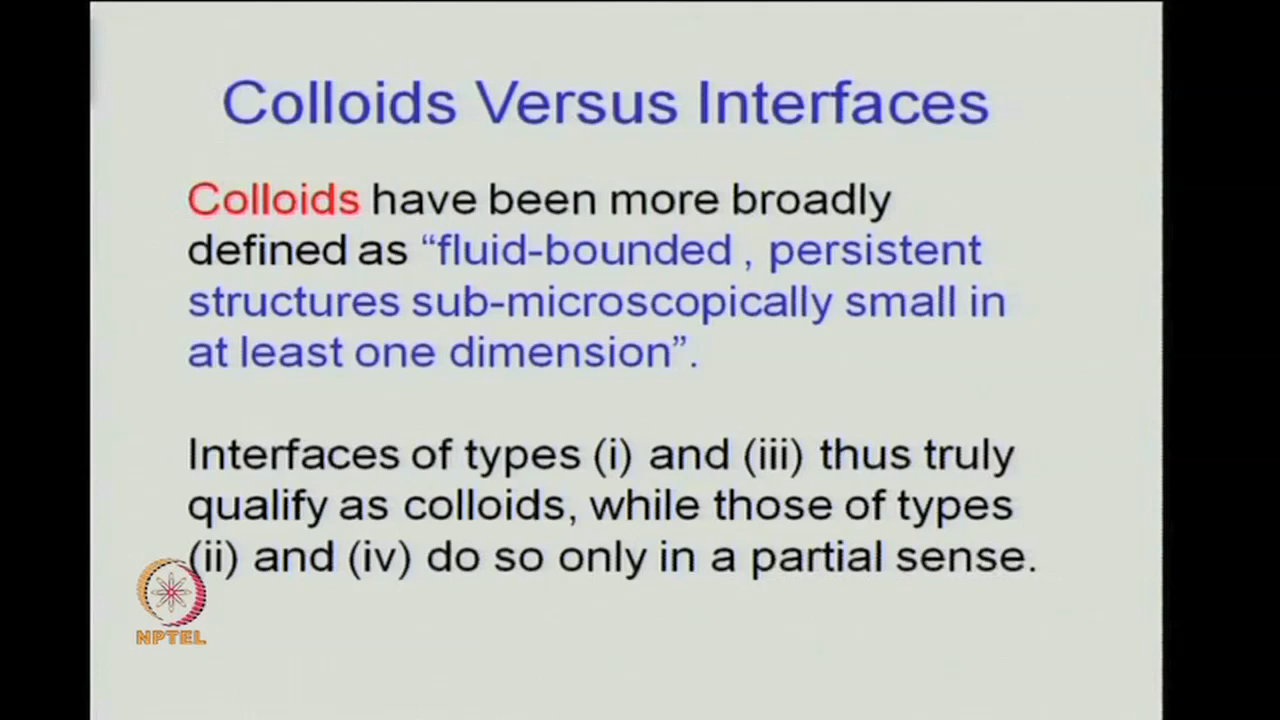 Colloids Versus Interfaces
Colloids have been more broadly
defined as “fluid-bounded , persistent
structures sub-microscopically small in
at least one dimension”.
Interfaces of types (i) and (iii) thus truly
qualify as colloids, while those of types
(ii) and (iv) do so only in a partial sense.
NPTEL